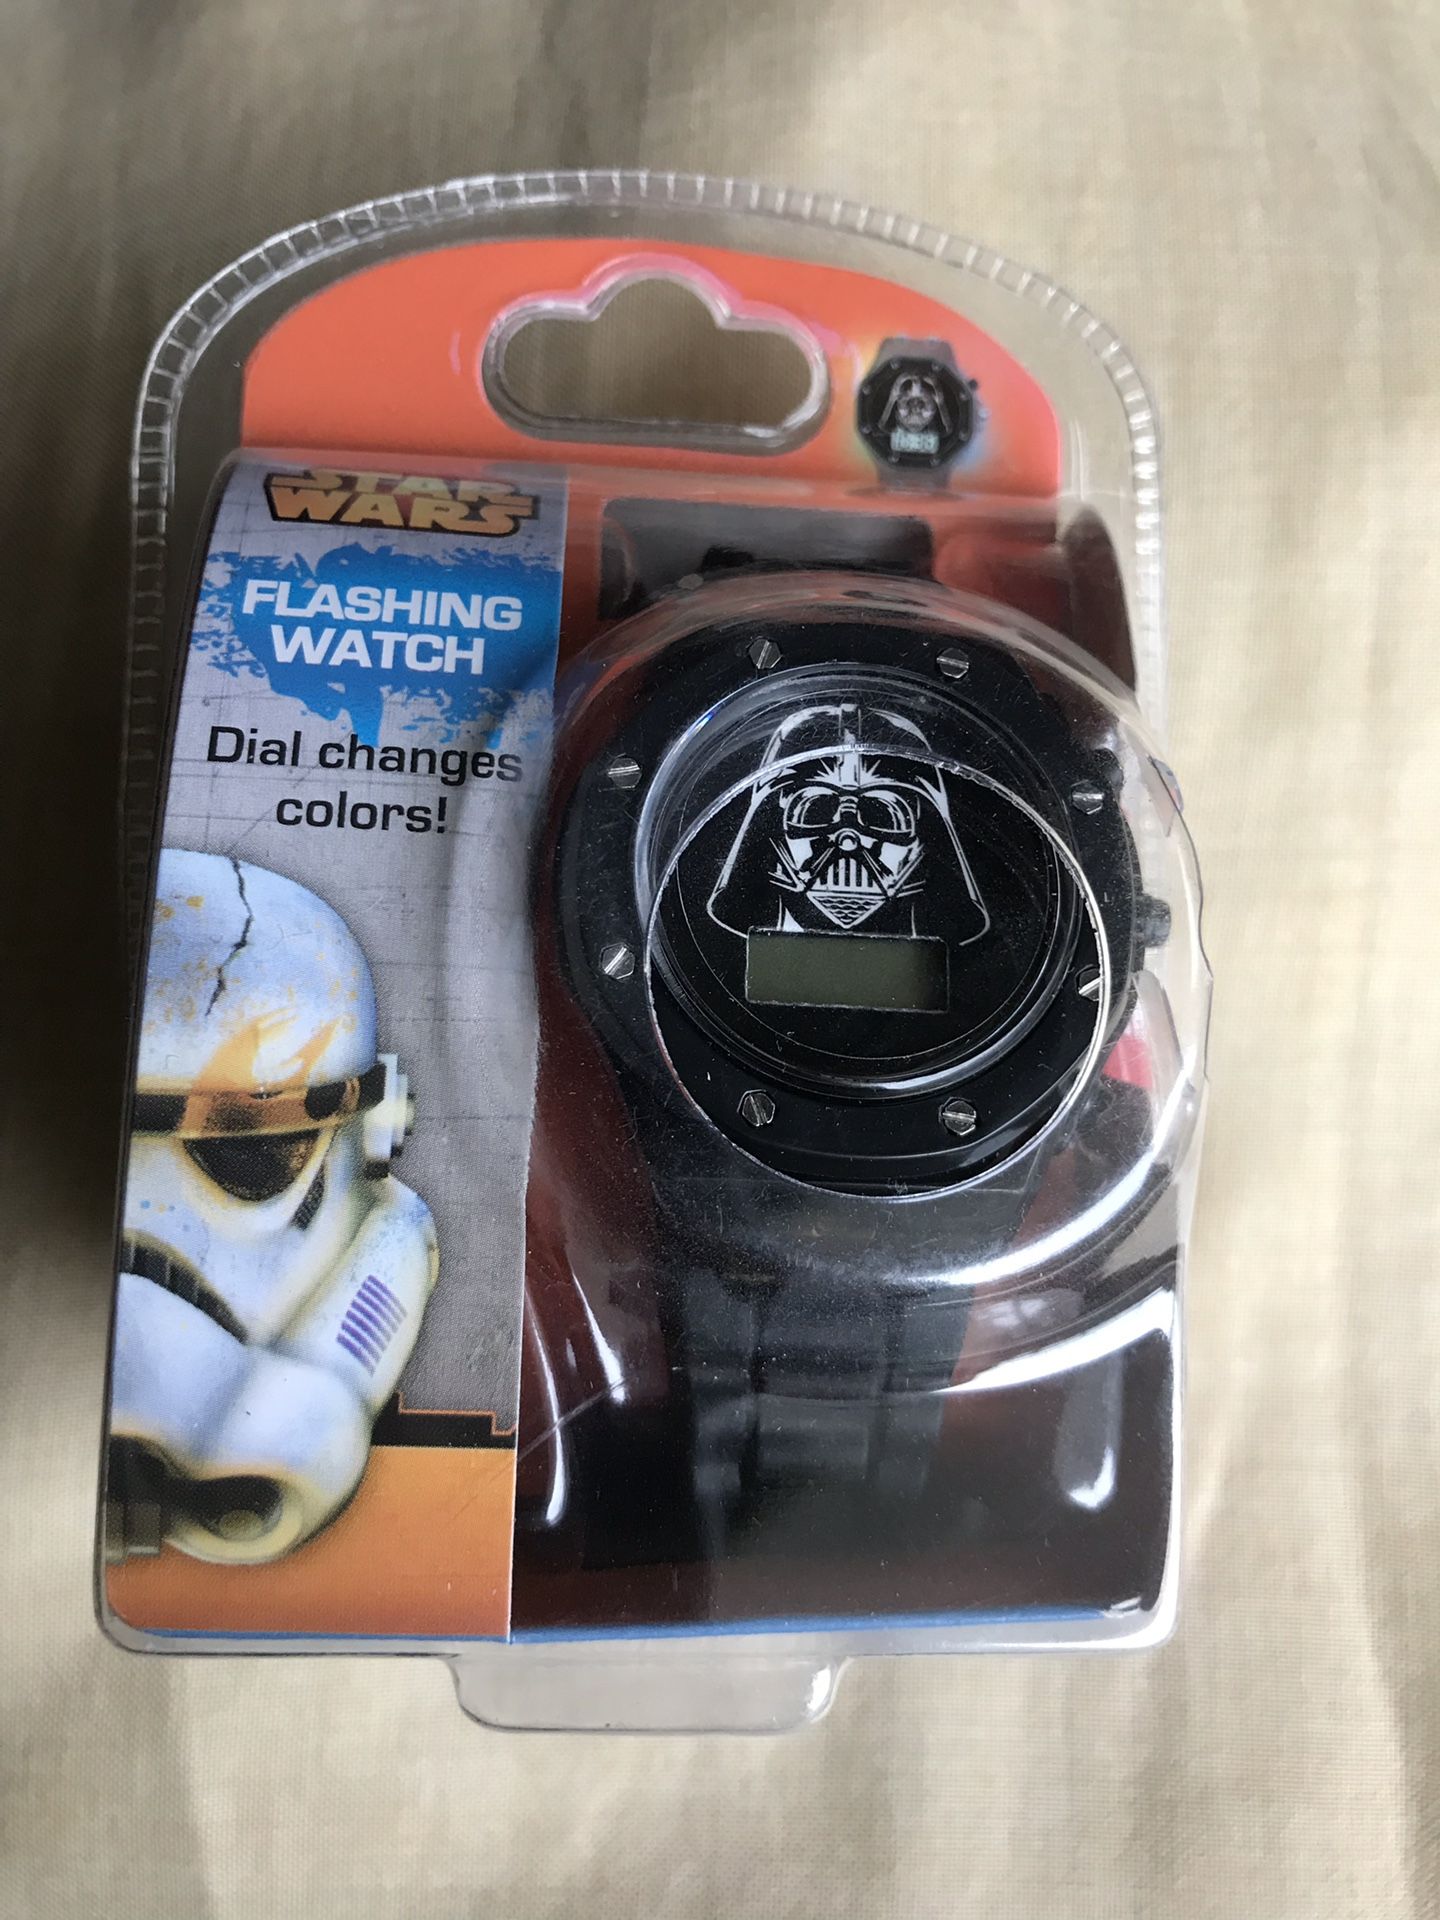 STAR
WARS
FLASHING
WATCH
Dial changes
colors!